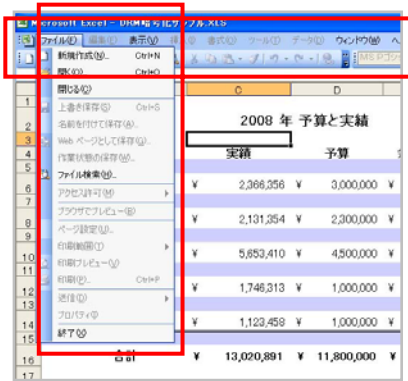 Microsoft Excel - DRM暗号化サンプル.XLS
ファイル(F) 編集(E) 表示(V) 書式(O) ツール(T) データ(D) ウィンドウ(W)
新規作成(N)... Ctrl+N
開く(O)... Ctrl+O
閉じる(C)
上書き保存(S) Ctrl+S
名前を付けて保存(A)...
Web ページとして保存(G)...
作業状態の保存(W)...
ファイル検索(H)...
アクセス許可(M)
ブラウザでプレビュー(B)
ページ設定(U)...
印刷範囲(T)
印刷プレビュー(V)
印刷(P)... Ctrl+P
送信(D)
プロパティ(I)
終了(X)
C D
1
2 2008 年 予算と実績
3
4 実績 予算
5
6 ¥ 2,366,356 ¥ 3,000,000 ¥
7
8 ¥ 2,131,354 ¥ 2,300,000 ¥
9
10 ¥ 5,653,410 ¥ 4,500,000 ¥
11
12 ¥ 1,746,313 ¥ 1,000,000 ¥
13
14 ¥ 1,123,458 ¥ 1,000,000 ¥
15
16 合計 ¥ 13,020,891 ¥ 11,800,000 ¥
17